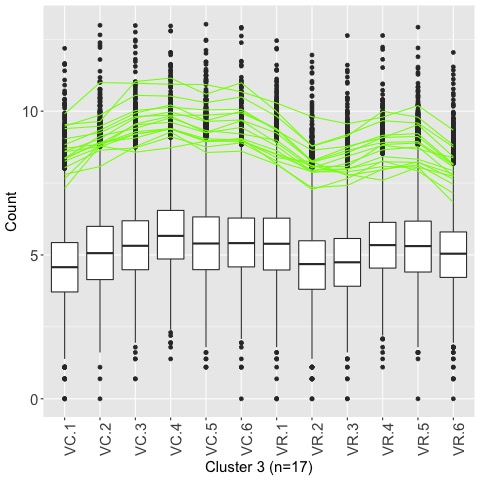 Count
10
5
0
VC.1
VC.2
VC.3
VC.4
VC.5
VC.6
VR.1
VR.2
VR.3
VR.4
VR.5
VR.6
Cluster 3 (n=17)